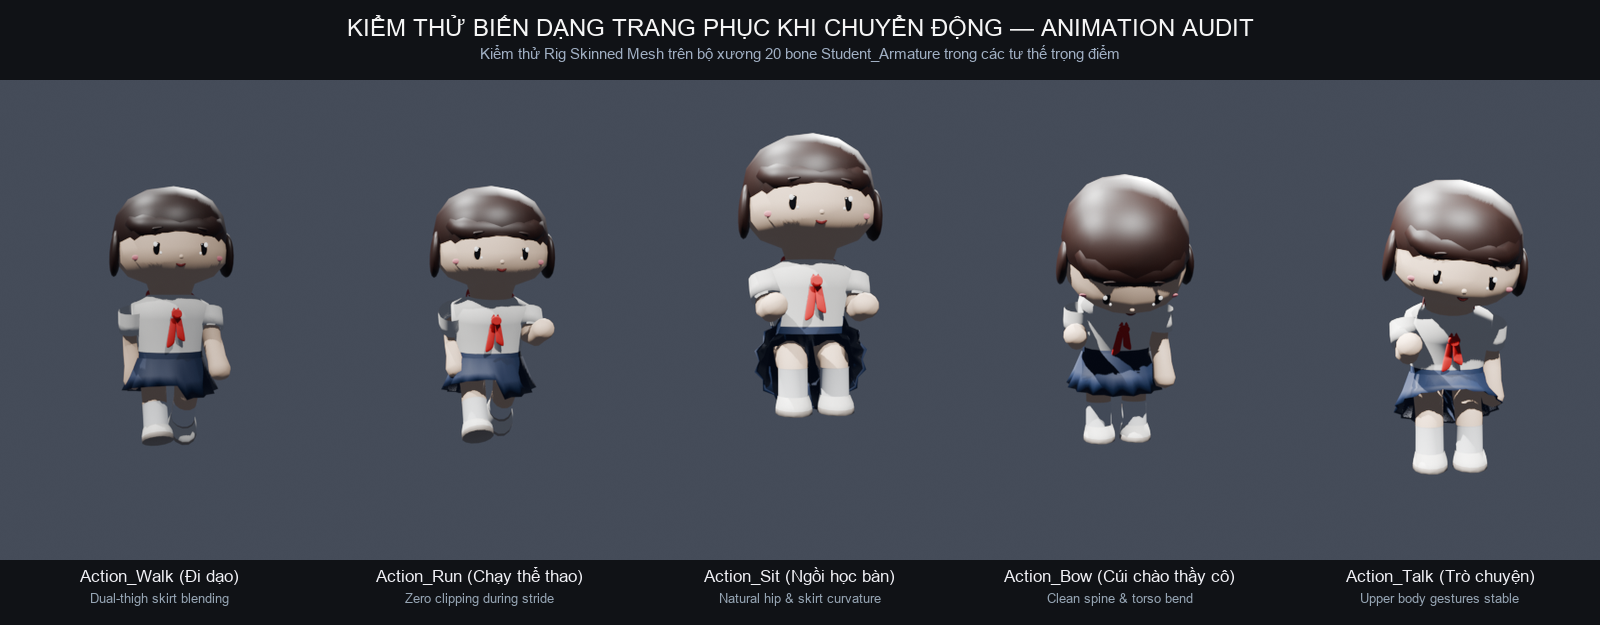 KIỂM THỬ BIẾN DẠNG TRANG PHỤC KHI CHUYỂN ĐỘNG — ANIMATION AUDIT
Kiểm thử Rig Skinned Mesh trên bộ xương 20 bone Student_Armature trong các tư thế trọng điểm
Action_Walk (Đi dạo)
Dual-thigh skirt blending
Action_Run (Chạy thể thao)
Zero clipping during stride
Action_Sit (Ngồi học bàn)
Natural hip & skirt curvature
Action_Bow (Cúi chào thầy cô)
Clean spine & torso bend
Action_Talk (Trò chuyện)
Upper body gestures stable